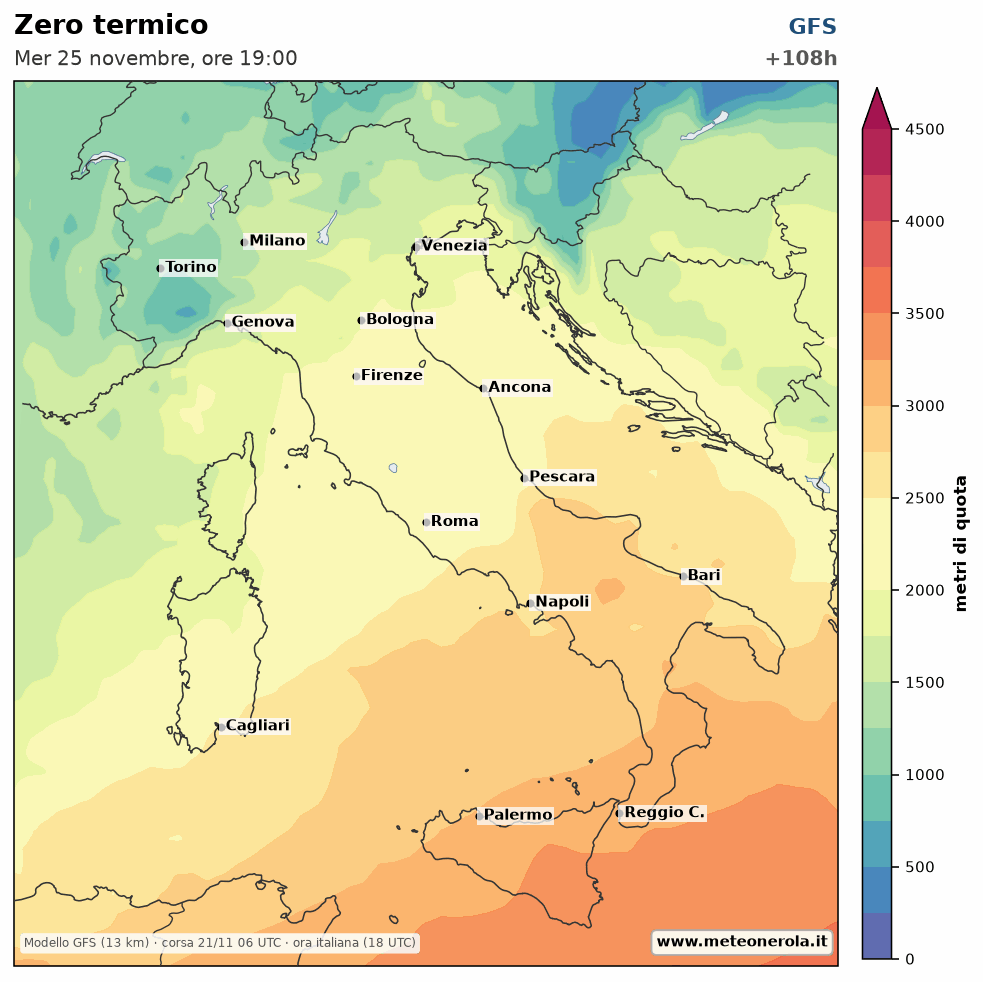 Zero termico
GFS
Mer 25 novembre, ore 19:00
+108h
4500
4000
3500
3000
2500
2000
1500
1000
500
0
metri di quota
Milano
Venezia
Torino
Genova
Bologna
Firenze
Ancona
Pescara
Roma
Bari
Napoli
Cagliari
Palermo
Reggio C.
Modello GFS (13 km) · corsa 21/11 06 UTC · ora italiana (18 UTC)
www.meteonerola.it